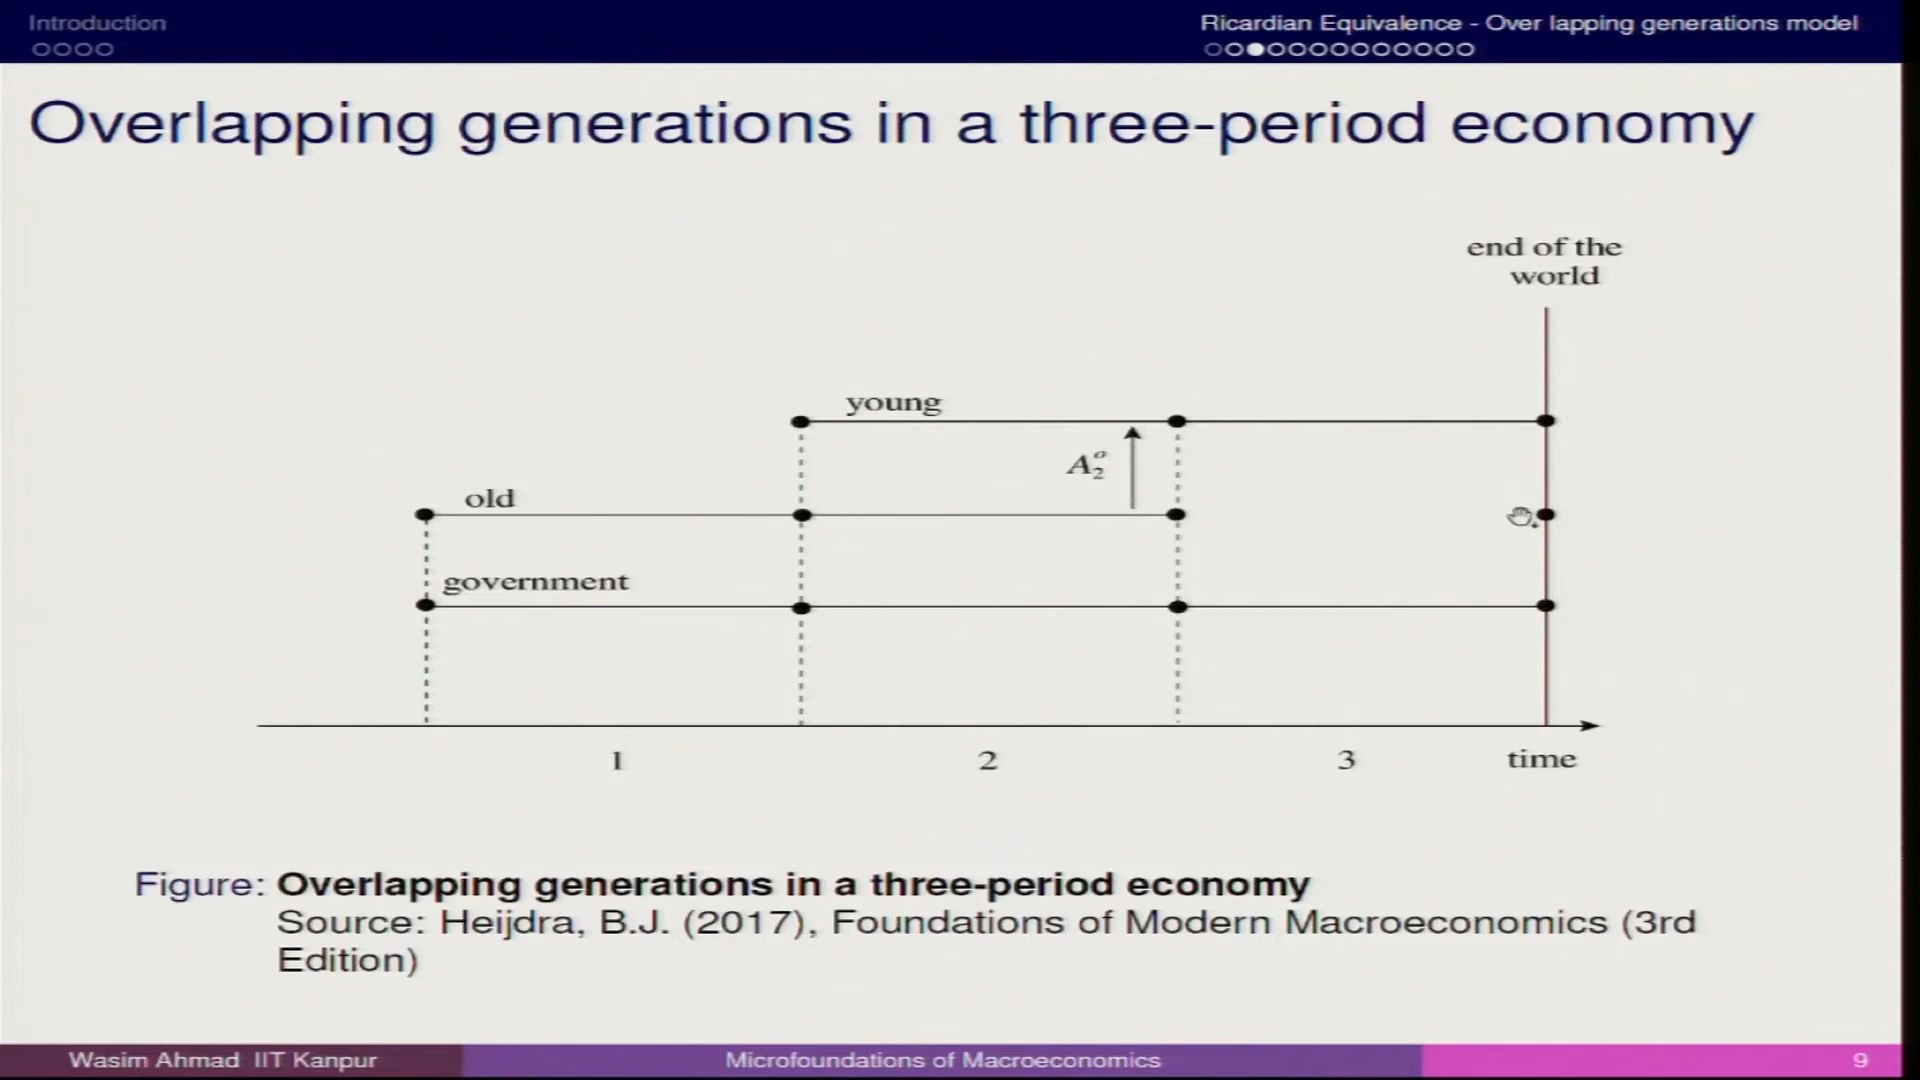 Introduction
Ricardian Equivalence - Over lapping generations model
Overlapping generations in a three-period economy
end of the
world
young
A₂ᵒ
old
government
1 2 3 time
Figure: Overlapping generations in a three-period economy
Source: Heijdra, B.J. (2017), Foundations of Modern Macroeconomics (3rd
Edition)
Wasim Ahmad IIT Kanpur Microfoundations of Macroeconomics 9